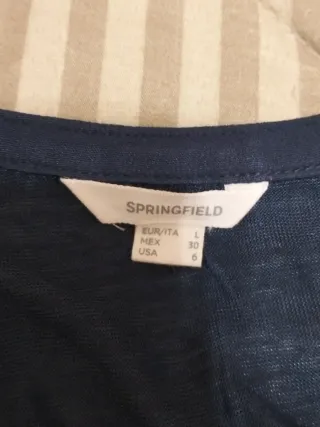 SPRINGFIELD
EUR/ITA L
MEX 30
USA 6